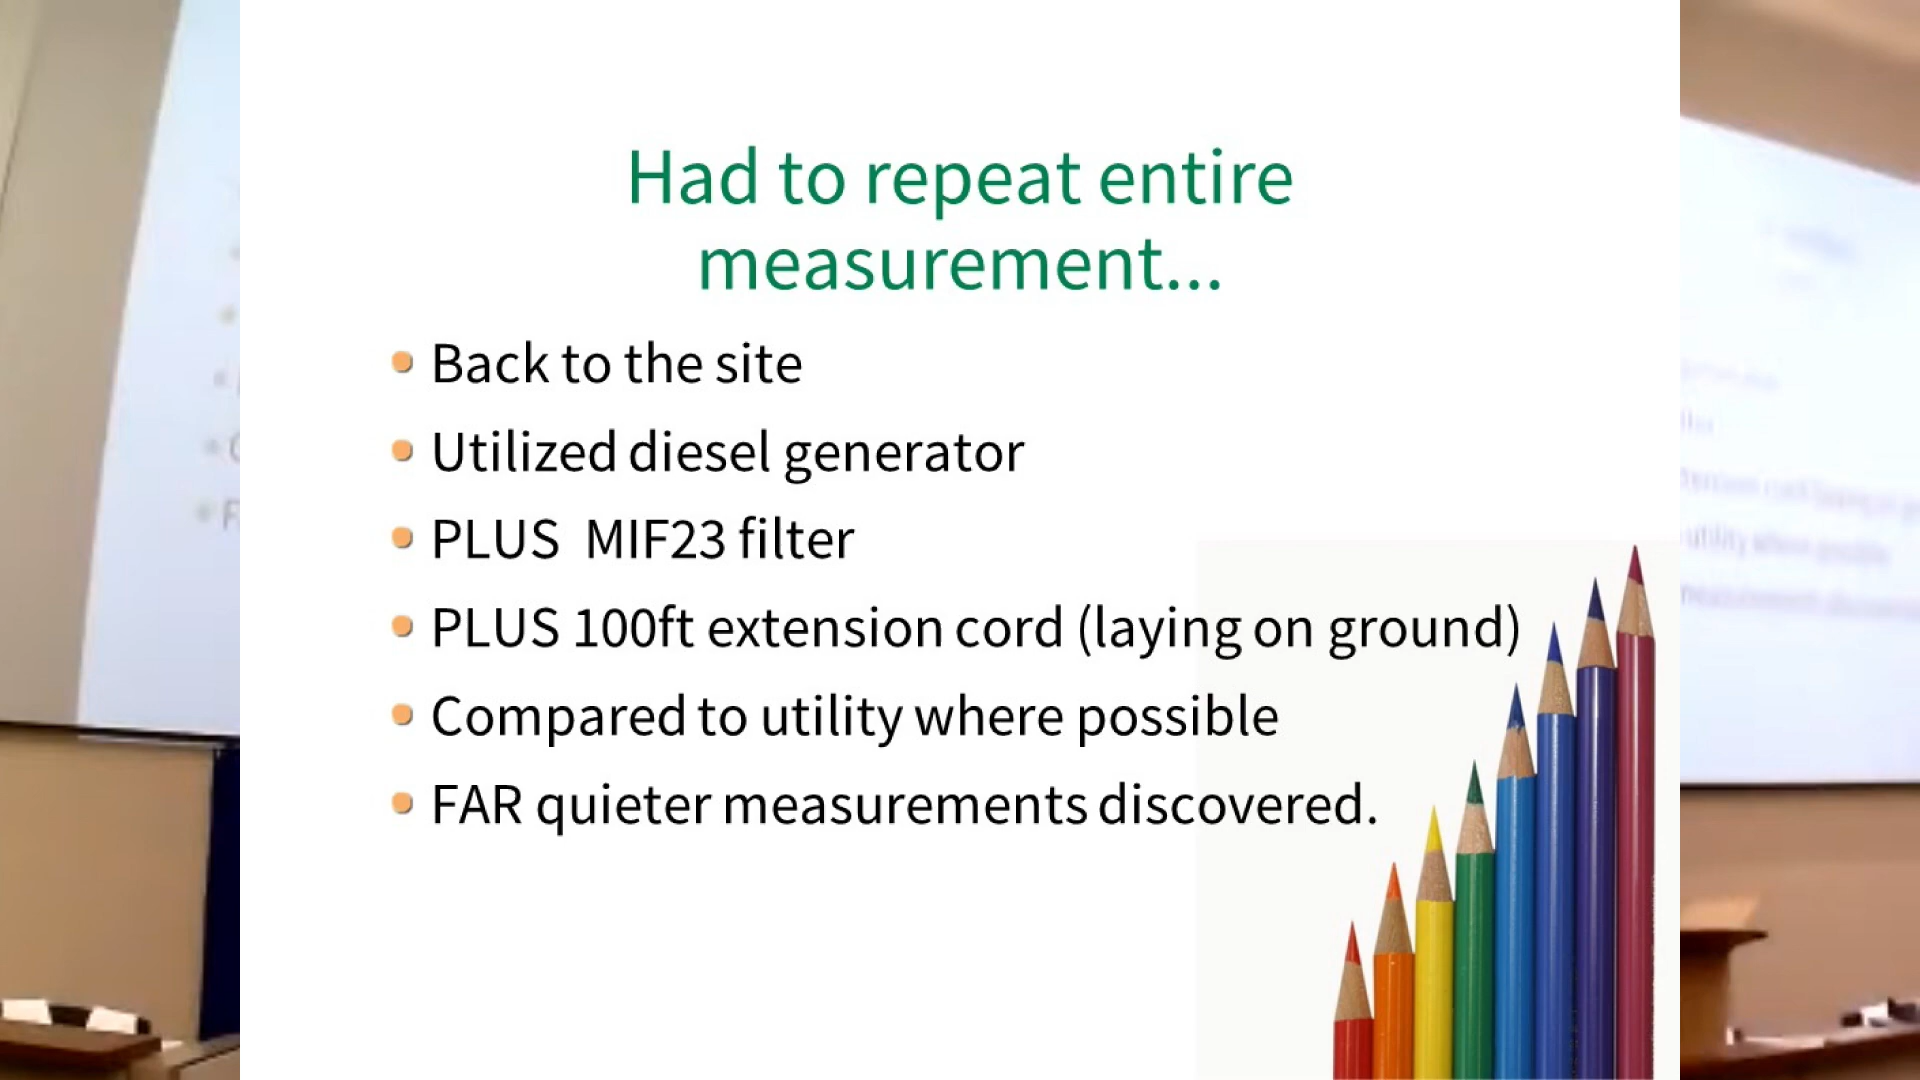 Had to repeat entire
measurement...
Back to the site
Utilized diesel generator
PLUS  MIF23 filter
PLUS 100ft extension cord (laying on ground)
Compared to utility where possible
FAR quieter measurements discovered.